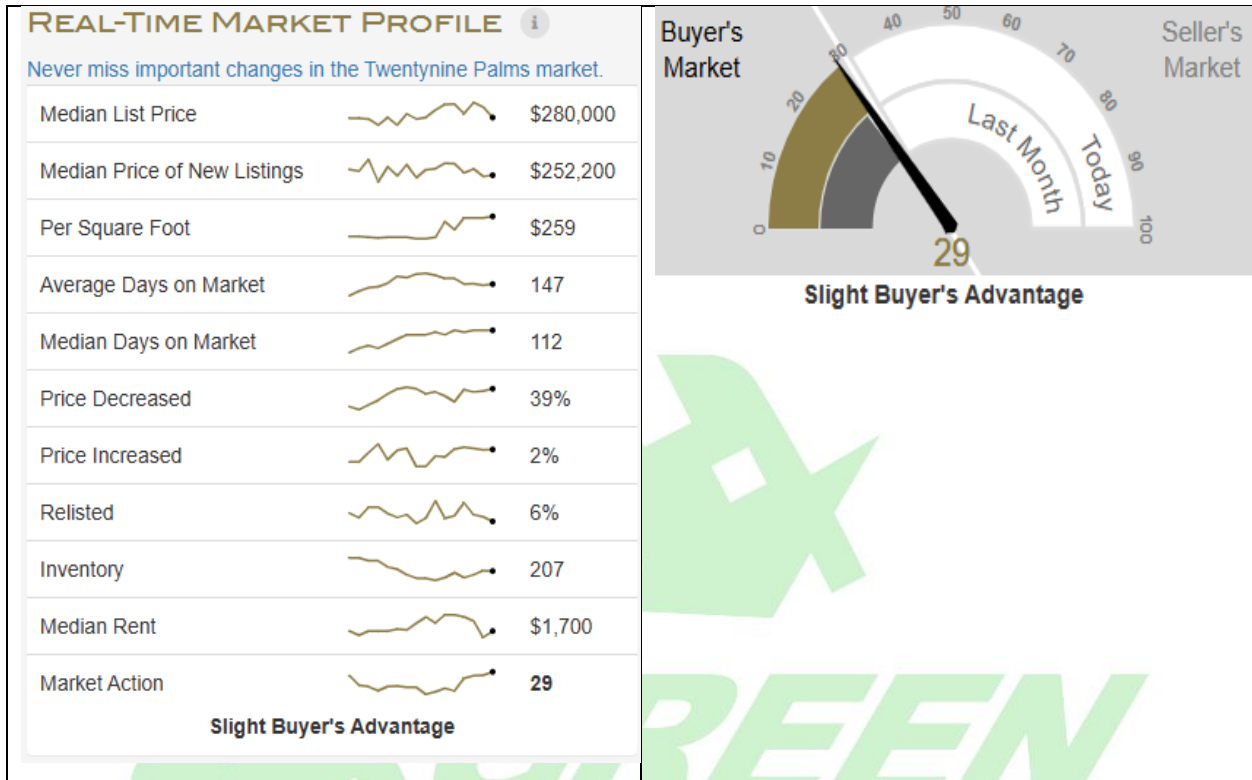 REAL-TIME MARKET PROFILE i
Never miss important changes in the Twentynine Palms market.
Median List Price $280,000
Median Price of New Listings $252,200
Per Square Foot $259
Average Days on Market 147
Median Days on Market 112
Price Decreased 39%
Price Increased 2%
Relisted 6%
Inventory 207
Median Rent $1,700
Market Action 29
Slight Buyer's Advantage
Buyer's
Market
Seller's
Market
0
10
20
30
40
50
60
70
80
90
100
Last Month
Today
29
Slight Buyer's Advantage
REEN